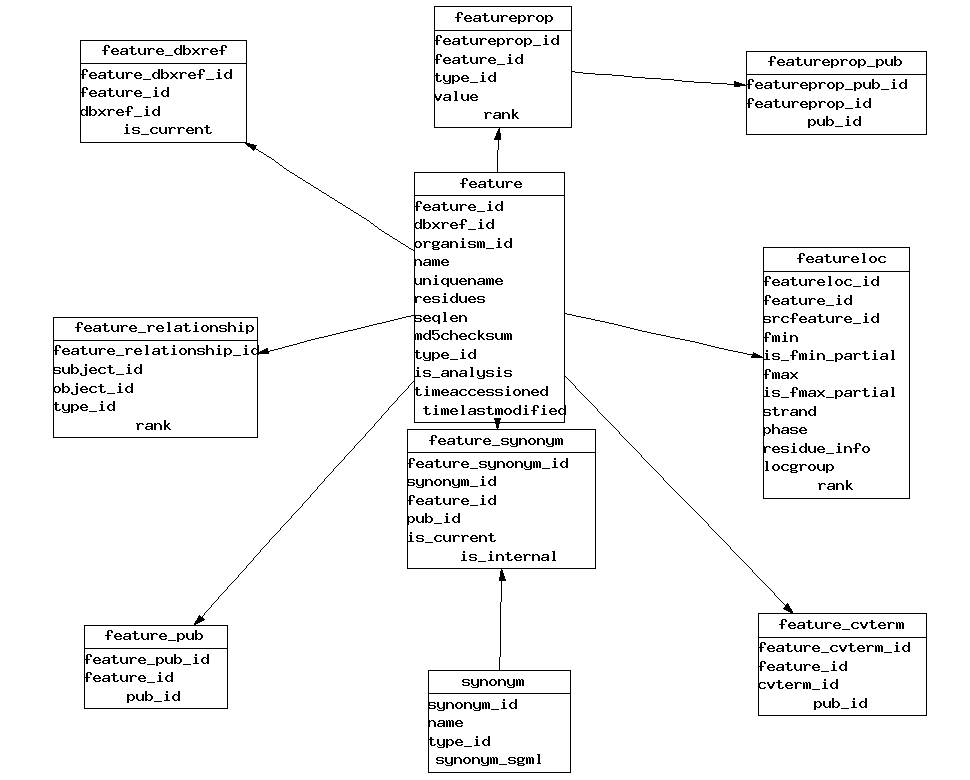 featureprop
featureprop_id
feature_id
type_id
value
rank
feature_dbxref
feature_dbxref_id
feature_id
dbxref_id
is_current
featureprop_pub
featureprop_pub_id
featureprop_id
pub_id
feature
feature_id
dbxref_id
organism_id
name
uniquename
residues
seqlen
md5checksum
type_id
is_analysis
timeaccessioned
timelastmodified
featureloc
featureloc_id
feature_id
srcfeature_id
fmin
is_fmin_partial
fmax
is_fmax_partial
strand
phase
residue_info
locgroup
rank
feature_relationship
feature_relationship_id
subject_id
object_id
type_id
rank
feature_synonym
feature_synonym_id
synonym_id
feature_id
pub_id
is_current
is_internal
feature_pub
feature_pub_id
feature_id
pub_id
synonym
synonym_id
name
type_id
synonym_sgml
feature_cvterm
feature_cvterm_id
feature_id
cvterm_id
pub_id